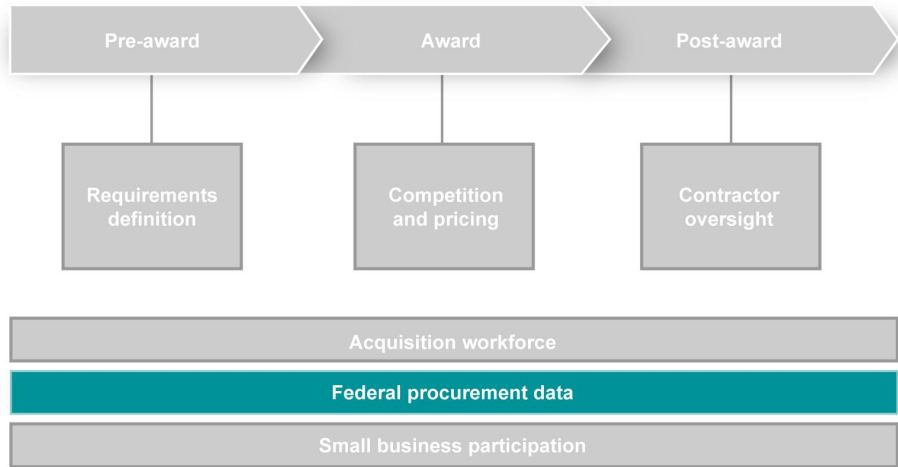 Pre-award
Award
Post-award
Requirements
definition
Competition
and pricing
Contractor
oversight
Acquisition workforce
Federal procurement data
Small business participation